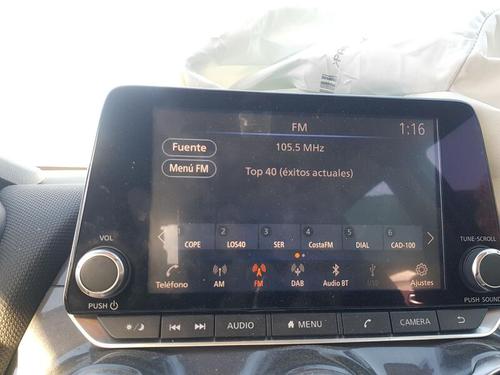 FM 1:16
Fuente 105.5 MHz
Menú FM Top 40 (éxitos actuales)
1 2 3 4 5 6
COPE LOS40 SER CostaFM DIAL CAD-100
Teléfono AM FM DAB Audio BT USB Ajustes
VOL TUNE-SCROLL
PUSH PUSH SOUND
AUDIO MENU CAMERA